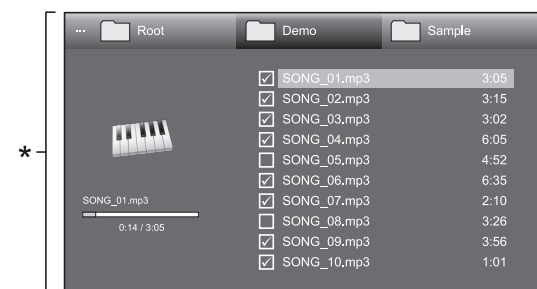 ... Root Demo Sample
SONG_01.mp3 3:05
SONG_02.mp3 3:15
SONG_03.mp3 3:02
SONG_04.mp3 6:05
SONG_05.mp3 4:52
SONG_06.mp3 6:35
SONG_07.mp3 2:10
SONG_08.mp3 3:26
SONG_09.mp3 3:56
SONG_10.mp3 1:01
SONG_01.mp3
0:14 / 3:05
*